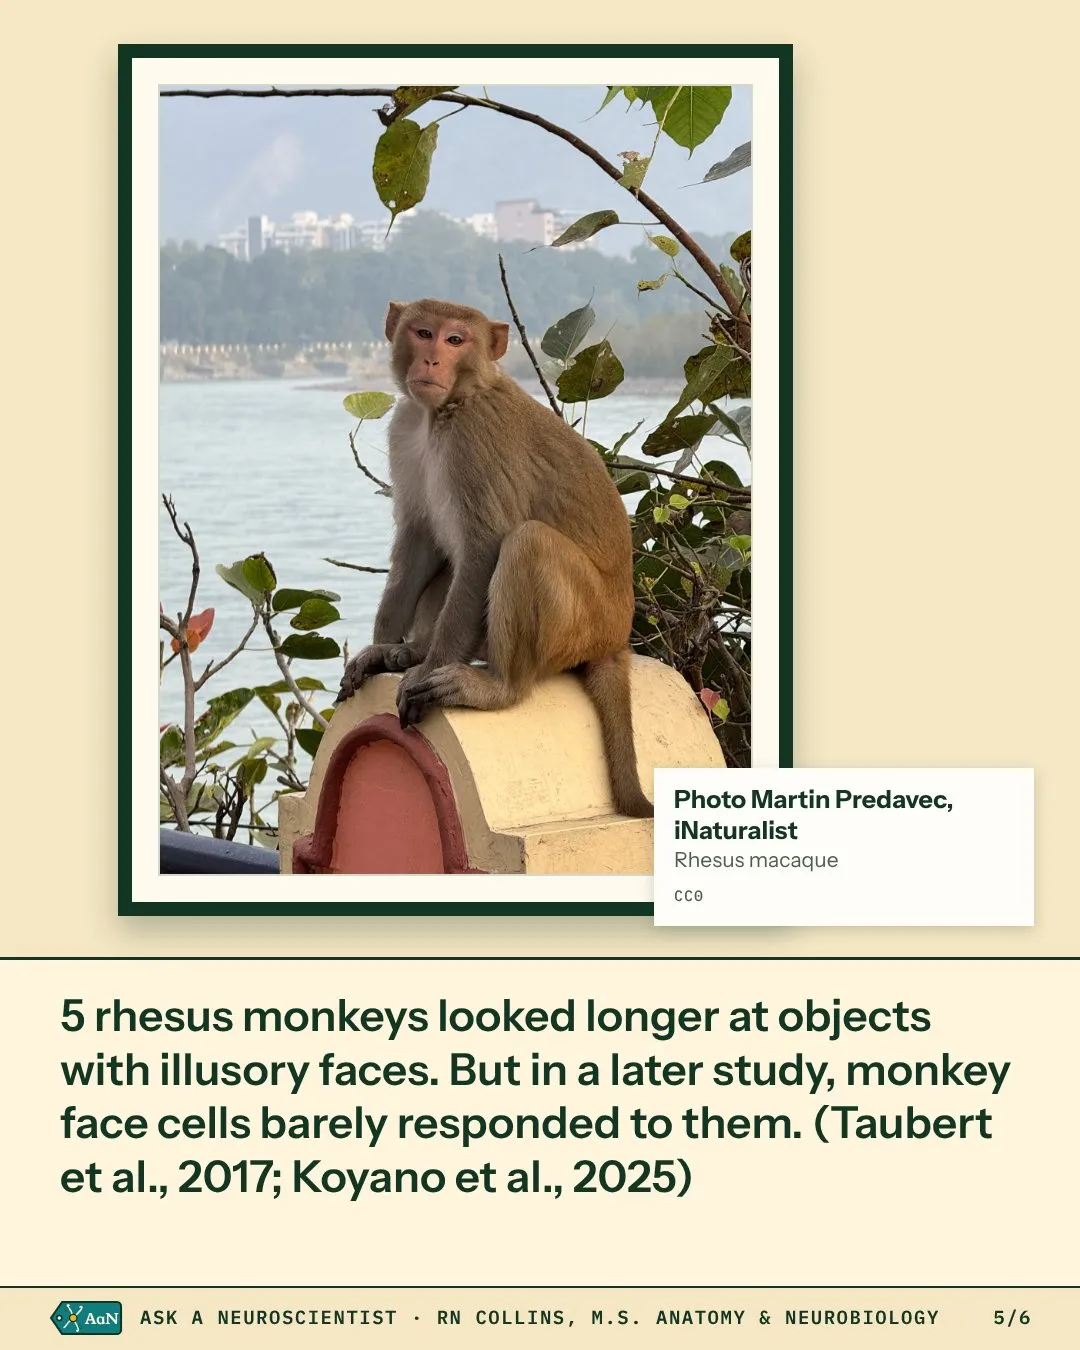 Photo Martin Predavec,
iNaturalist
Rhesus macaque
CC0
5 rhesus monkeys looked longer at objects
with illusory faces. But in a later study, monkey
face cells barely responded to them. (Taubert
et al., 2017; Koyano et al., 2025)
AaN ASK A NEUROSCIENTIST · RN COLLINS, M.S. ANATOMY & NEUROBIOLOGY 5/6